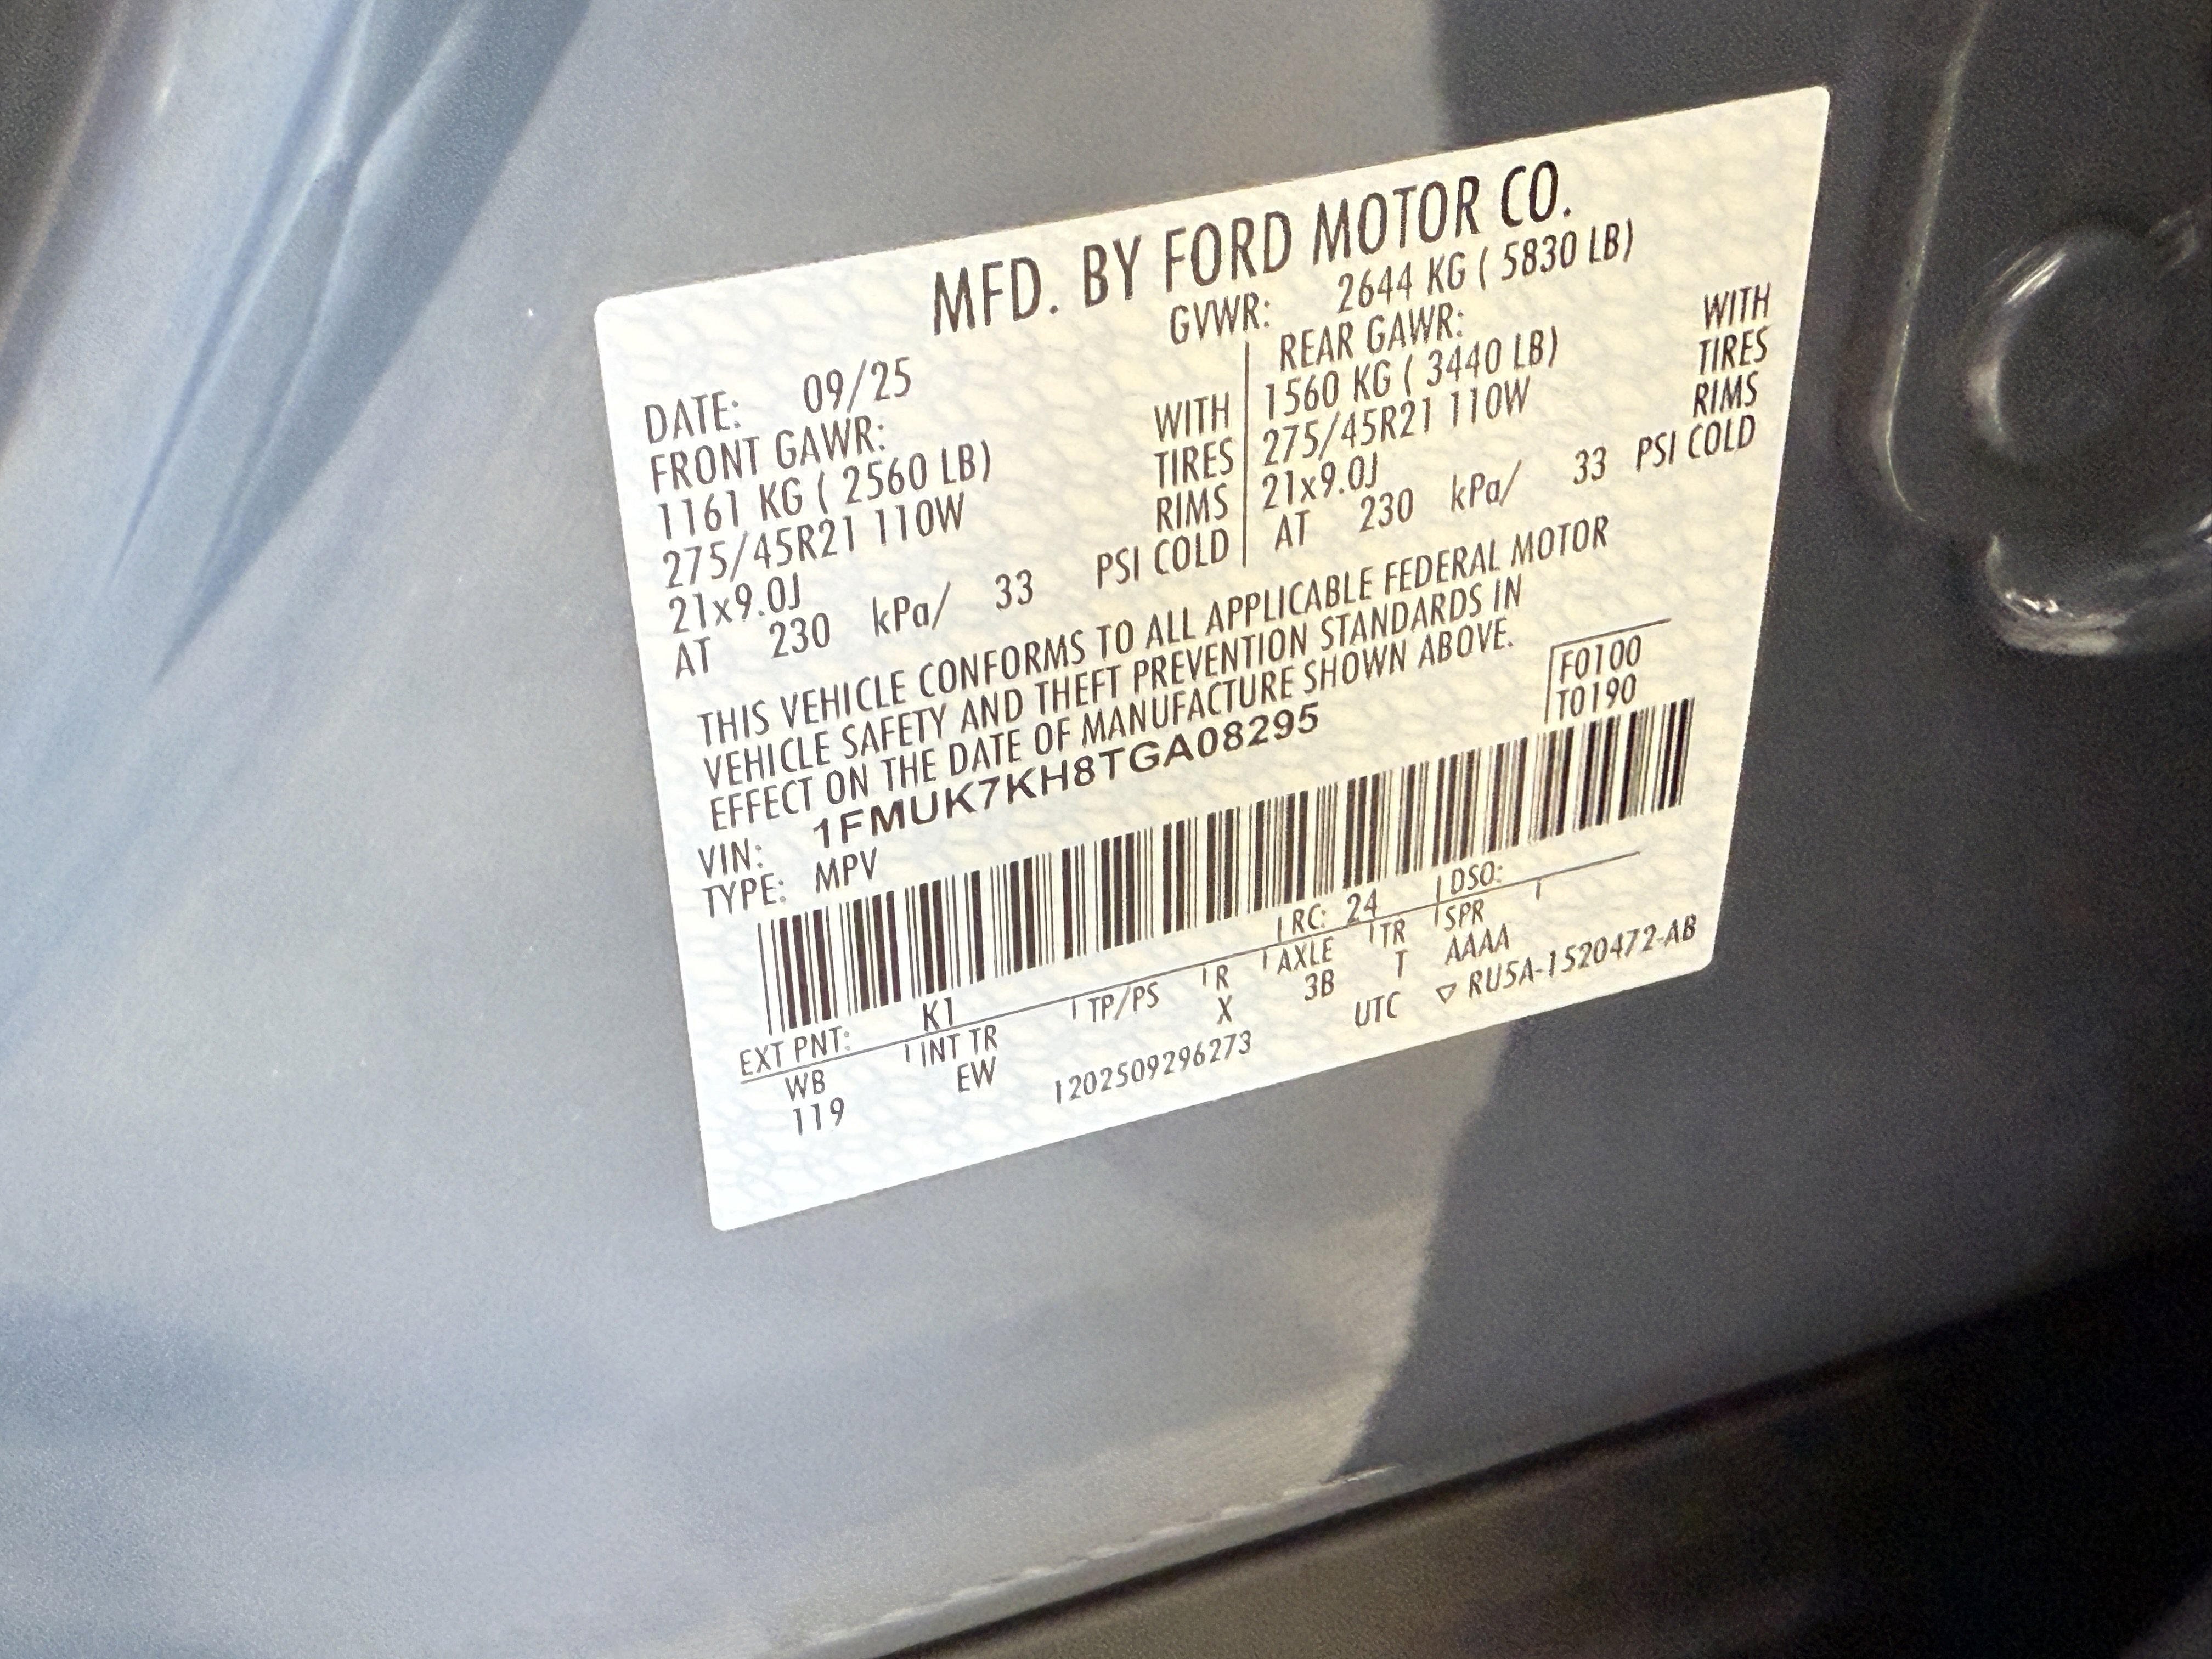 MFD. BY FORD MOTOR CO.
DATE: 09/25 GVWR: 2644 KG ( 5830 LB)
FRONT GAWR: REAR GAWR:
1161 KG ( 2560 LB) WITH 1560 KG ( 3440 LB) WITH
275/45R21 110W TIRES 275/45R21 110W TIRES
21x9.0J RIMS 21x9.0J RIMS
AT 230 kPa/ 33 PSI COLD AT 230 kPa/ 33 PSI COLD
THIS VEHICLE CONFORMS TO ALL APPLICABLE FEDERAL MOTOR
VEHICLE SAFETY AND THEFT PREVENTION STANDARDS IN
EFFECT ON THE DATE OF MANUFACTURE SHOWN ABOVE.
VIN: 1FMUK7KH8TGA08295 F0100
TYPE: MPV T0190
EXT PNT: K1 RC: 24 DSO:
WB INT TR TP/PS R AXLE TR SPR
119 EW X 3B T AAAA
1202509296273 UTC ▽ RU5A-1520472-AB